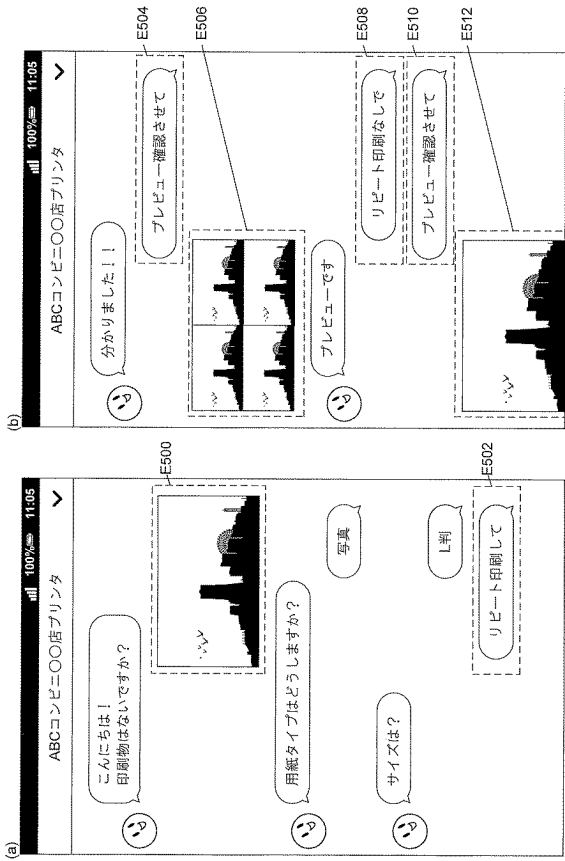 (a)
100% 11:05
ABCコンビニ〇〇店プリンタ
こんにちは!
印刷物はないですか?
E500
用紙タイプはどうしますか?
写真
サイズは?
L判
リピート印刷して
E502
(b)
100% 11:05
ABCコンビニ〇〇店プリンタ
分かりました!!
プレビュー確認させて
E504
E506
プレビューです
リピート印刷なしで
E508
プレビュー確認させて
E510
E512